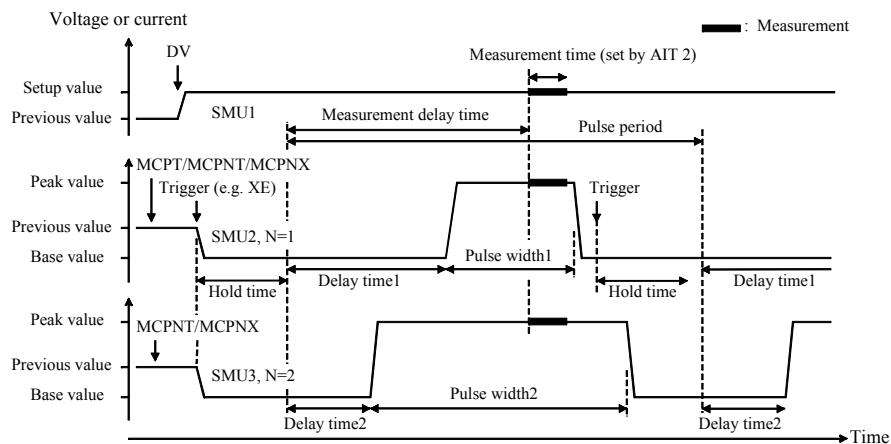 Voltage or current
: Measurement
DV
Measurement time (set by AIT 2)
Setup value
SMU1
Measurement delay time
Previous value
Pulse period
MCPT/MCPNT/MCPNX
Peak value
Trigger (e.g. XE)
Trigger
Previous value
SMU2, N=1
Base value
Pulse width1
Hold time
Delay time1
Hold time
Delay time1
Peak value
MCPNT/MCPNX
Previous value
SMU3, N=2
Base value
Pulse width2
Delay time2
Delay time2
Time